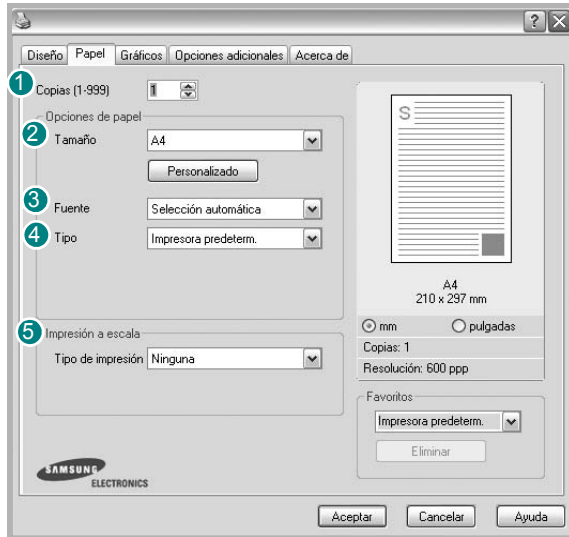 Diseño Papel Gráficos Opciones adicionales Acerca de
1 Copias (1-999) 1
Opciones de papel
2 Tamaño A4
Personalizado
3 Fuente Selección automática
4 Tipo Impresora predeterm.
5 Impresión a escala
Tipo de impresión Ninguna
SAMSUNG
ELECTRONICS
S
A4
210 x 297 mm
mm pulgadas
Copias: 1
Resolución: 600 ppp
Favoritos
Impresora predeterm.
Eliminar
Aceptar Cancelar Ayuda